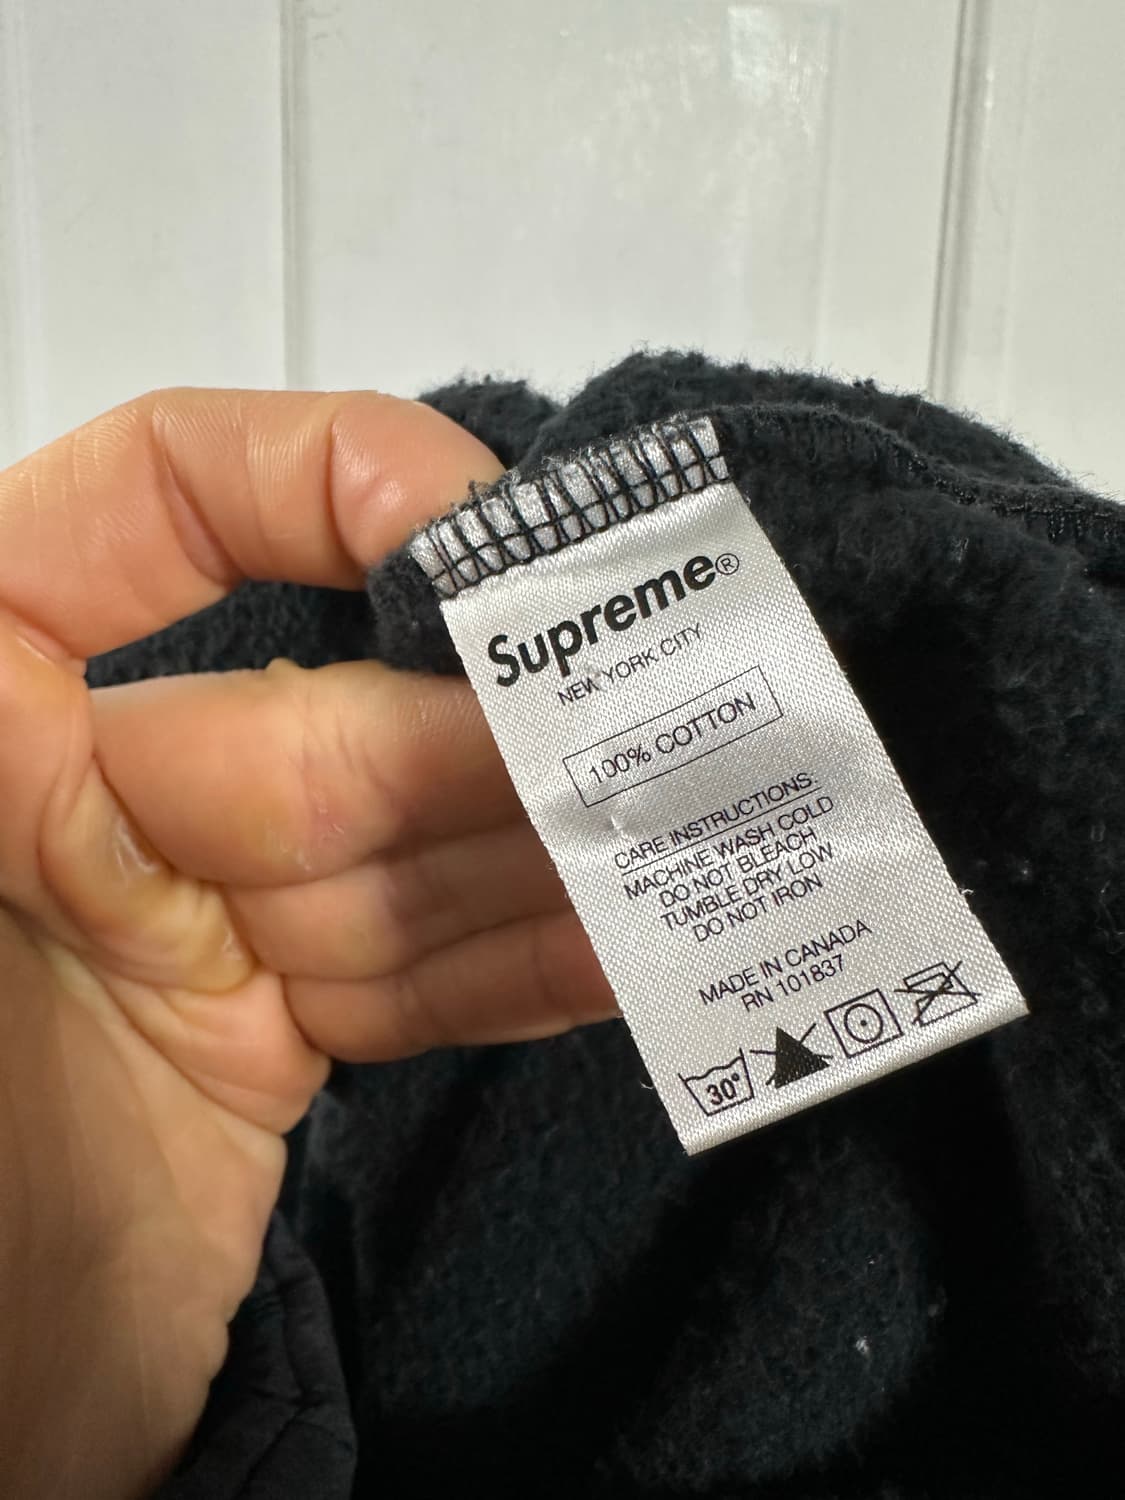 Supreme®
NEW YORK CITY
100% COTTON
CARE INSTRUCTIONS:
MACHINE WASH COLD
DO NOT BLEACH
TUMBLE DRY LOW
DO NOT IRON
MADE IN CANADA
RN 101837
30°